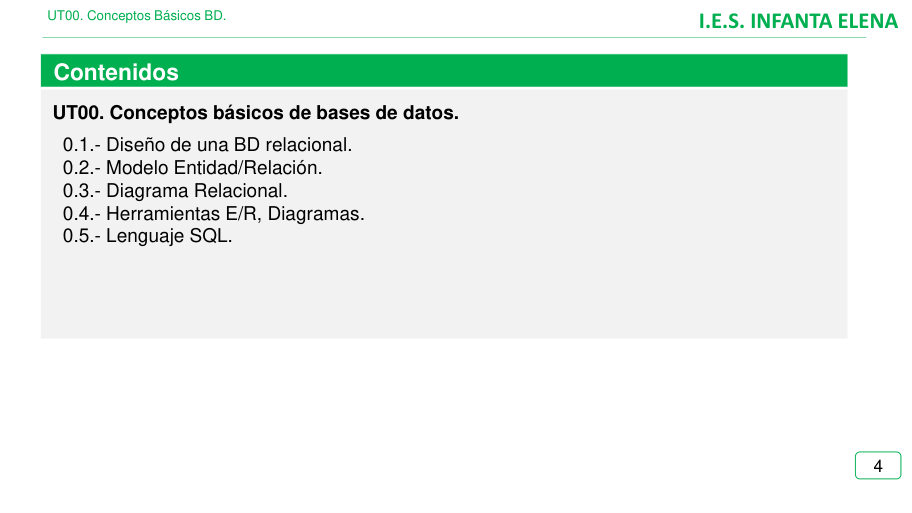 UT00. Conceptos Básicos BD.
I.E.S. INFANTA ELENA
Contenidos
UT00. Conceptos básicos de bases de datos.
0.1.- Diseño de una BD relacional.
0.2.- Modelo Entidad/Relación.
0.3.- Diagrama Relacional.
0.4.- Herramientas E/R, Diagramas.
0.5.- Lenguaje SQL.
4